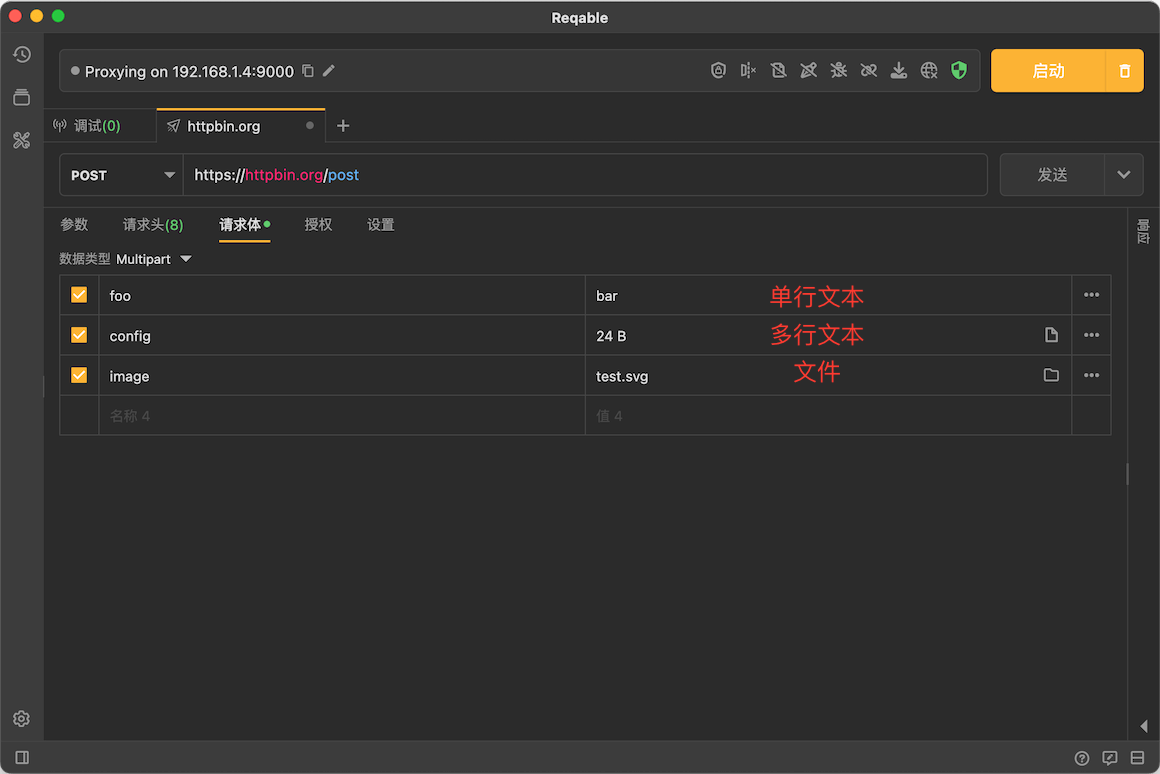 Reqable
Proxying on 192.168.1.4:9000
启动
调试(0)
httpbin.org
POST
https://httpbin.org/post
发送
参数
请求头(8)
请求体
授权
设置
响应
数据类型 Multipart
foo
bar
单行文本
config
24 B
多行文本
image
test.svg
文件
名称 4
值 4